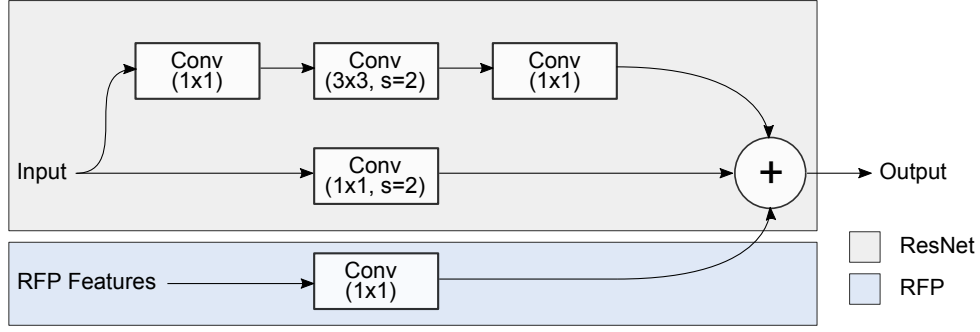 Conv
(1x1)
Conv
(3x3, s=2)
Conv
(1x1)
Input
Conv
(1x1, s=2)
+
Output
RFP Features
Conv
(1x1)
ResNet
RFP